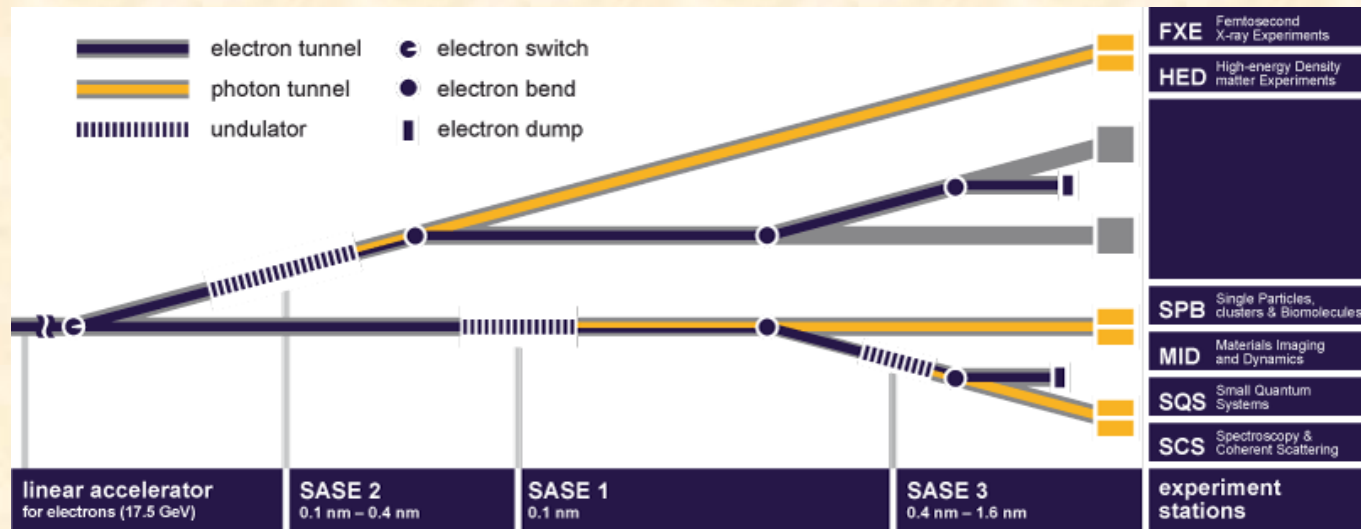 electron tunnel
photon tunnel
undulator
electron switch
electron bend
electron dump
FXE Femtosecond
X-ray Experiments
HED High-energy Density
matter Experiments
SPB Single Particles,
clusters & Biomolecules
MID Materials Imaging
and Dynamics
SQS Small Quantum
Systems
SCS Spectroscopy &
Coherent Scattering
linear accelerator
for electrons (17.5 GeV)
SASE 2
0.1 nm – 0.4 nm
SASE 1
0.1 nm
SASE 3
0.4 nm – 1.6 nm
experiment
stations